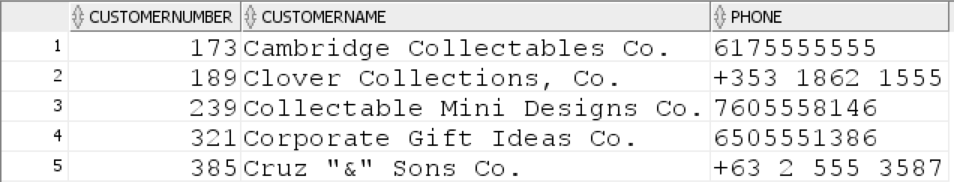 CUSTOMERNUMBER CUSTOMERNAME PHONE
1 173 Cambridge Collectables Co. 6175555555
2 189 Clover Collections, Co. +353 1862 1555
3 239 Collectable Mini Designs Co. 7605558146
4 321 Corporate Gift Ideas Co. 6505551386
5 385 Cruz "&" Sons Co. +63 2 555 3587